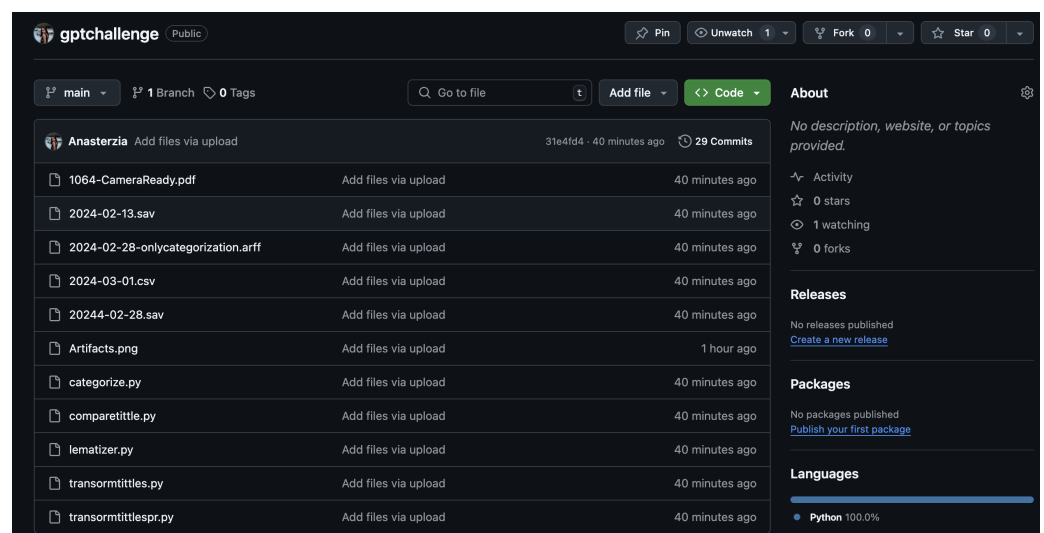 gptchallenge Public
Pin Unwatch 1 Fork 0 Star 0
main 1 Branch 0 Tags Go to file t Add file Code
Anasterzia Add files via upload 31e4fd4 · 40 minutes ago 29 Commits
1064-CameraReady.pdf Add files via upload 40 minutes ago
2024-02-13.sav Add files via upload 40 minutes ago
2024-02-28-onlycategorization.arff Add files via upload 40 minutes ago
2024-03-01.csv Add files via upload 40 minutes ago
20244-02-28.sav Add files via upload 40 minutes ago
Artifacts.png Add files via upload 1 hour ago
categorize.py Add files via upload 40 minutes ago
comparetittle.py Add files via upload 40 minutes ago
lematizer.py Add files via upload 40 minutes ago
transormtittles.py Add files via upload 40 minutes ago
transormtittlespr.py Add files via upload 40 minutes ago
About
No description, website, or topics
provided.
Activity
0 stars
1 watching
0 forks
Releases
No releases published
Create a new release
Packages
No packages published
Publish your first package
Languages
Python 100.0%